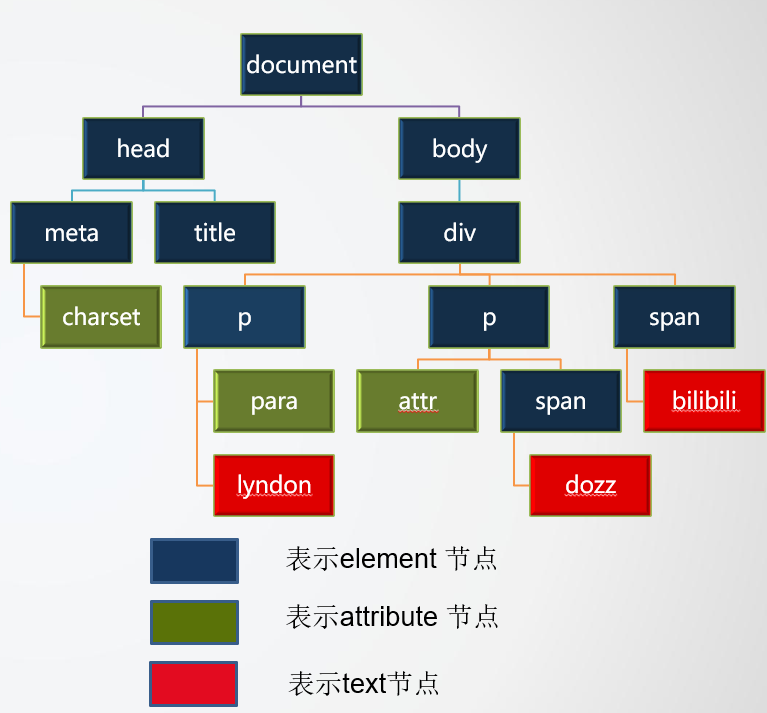 document
head
body
meta
title
div
charset
p
p
span
para
attr
span
bilibili
lyndon
dozz
表示element 节点
表示attribute 节点
表示text节点